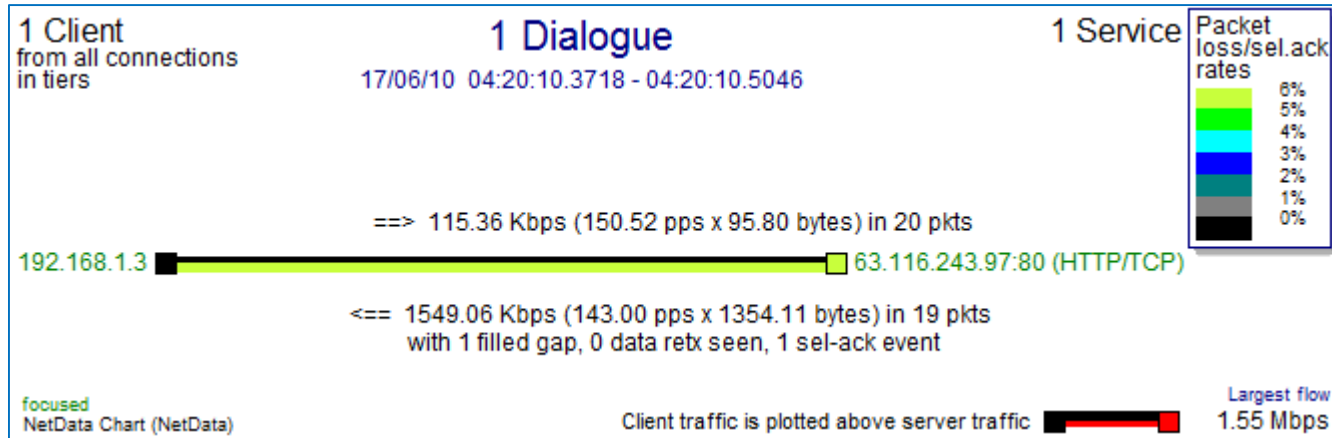 1 Client
from all connections
in tiers
1 Dialogue
17/06/10 04:20:10.3718 - 04:20:10.5046
1 Service
Packet
loss/sel.ack
rates
6%
5%
4%
3%
2%
1%
0%
==> 115.36 Kbps (150.52 pps x 95.80 bytes) in 20 pkts
192.168.1.3
63.116.243.97:80 (HTTP/TCP)
<== 1549.06 Kbps (143.00 pps x 1354.11 bytes) in 19 pkts
with 1 filled gap, 0 data retx seen, 1 sel-ack event
focused
NetData Chart (NetData)
Client traffic is plotted above server traffic
Largest flow
1.55 Mbps